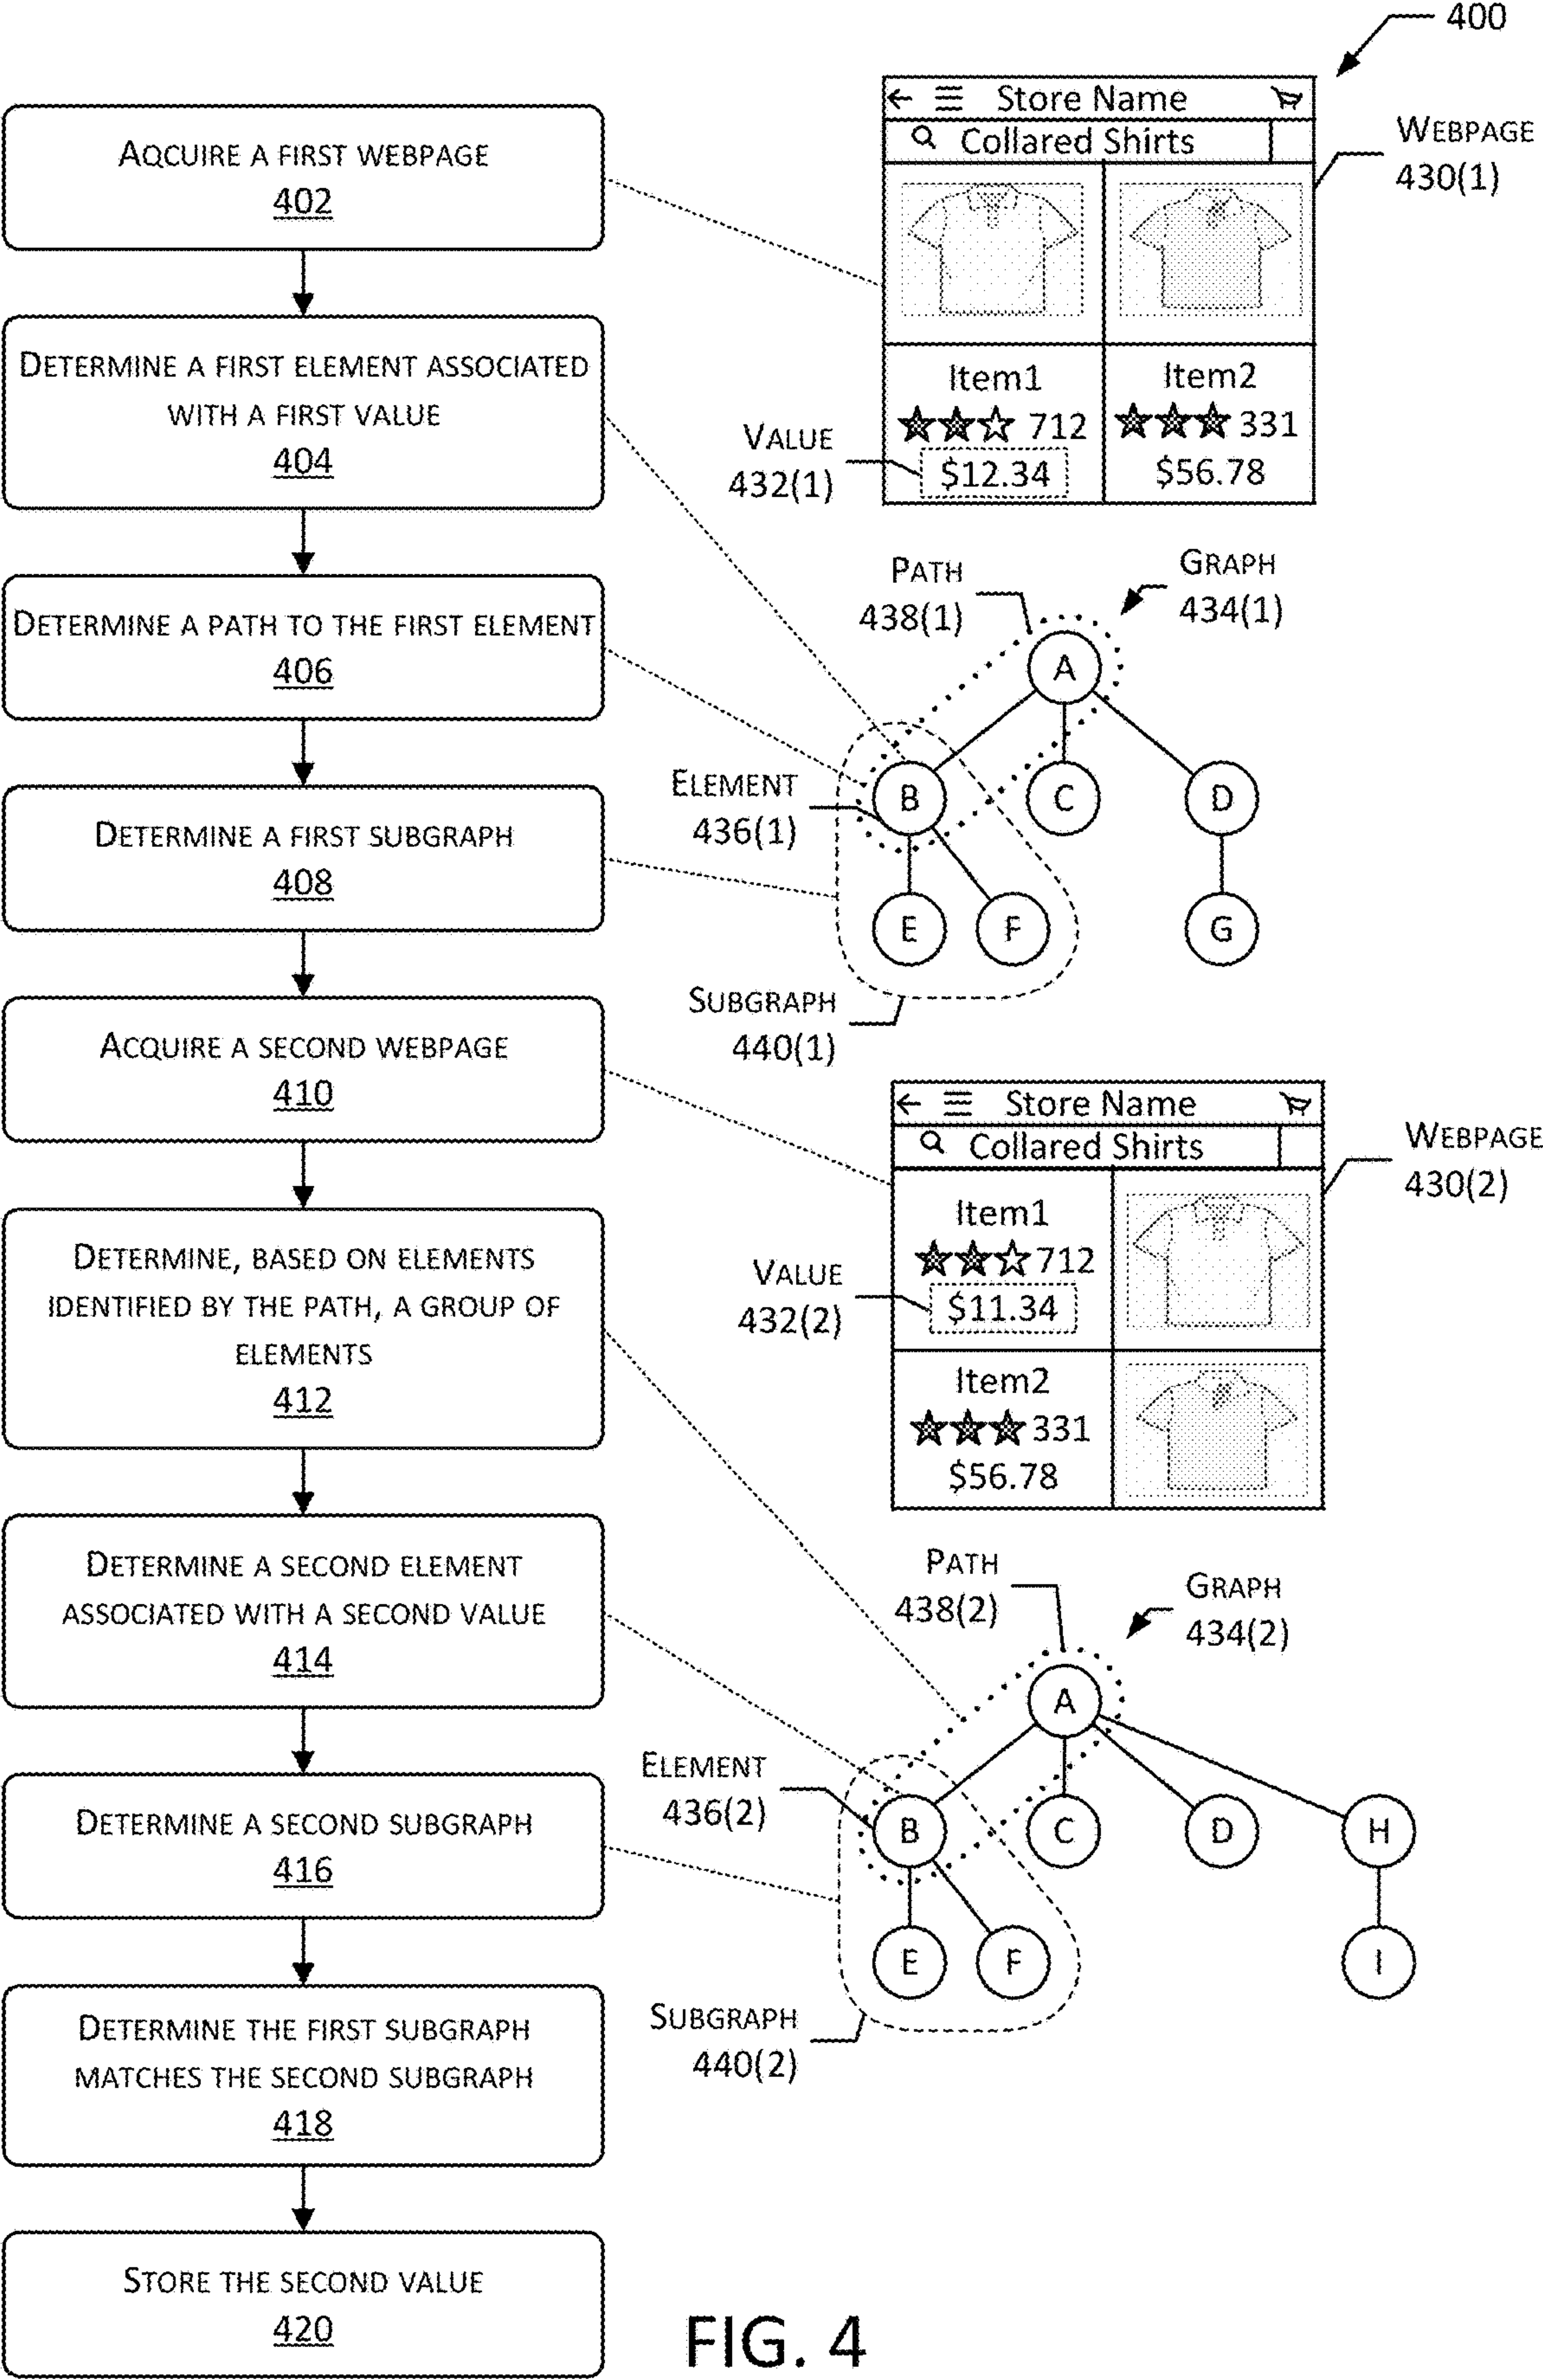 400
AQCUIRE A FIRST WEBPAGE
402
DETERMINE A FIRST ELEMENT ASSOCIATED
WITH A FIRST VALUE
404
DETERMINE A PATH TO THE FIRST ELEMENT
406
DETERMINE A FIRST SUBGRAPH
408
ACQUIRE A SECOND WEBPAGE
410
DETERMINE, BASED ON ELEMENTS
IDENTIFIED BY THE PATH, A GROUP OF
ELEMENTS
412
DETERMINE A SECOND ELEMENT
ASSOCIATED WITH A SECOND VALUE
414
DETERMINE A SECOND SUBGRAPH
416
DETERMINE THE FIRST SUBGRAPH
MATCHES THE SECOND SUBGRAPH
418
STORE THE SECOND VALUE
420
Store Name
Collared Shirts
WEBPAGE
430(1)
Item1
712
$12.34
Item2
331
$56.78
VALUE
432(1)
PATH
438(1)
GRAPH
434(1)
A
ELEMENT
436(1)
B
C
D
E
F
G
SUBGRAPH
440(1)
Store Name
Collared Shirts
WEBPAGE
430(2)
Item1
712
$11.34
VALUE
432(2)
Item2
331
$56.78
PATH
438(2)
GRAPH
434(2)
A
ELEMENT
436(2)
B
C
D
H
E
F
I
SUBGRAPH
440(2)
FIG. 4